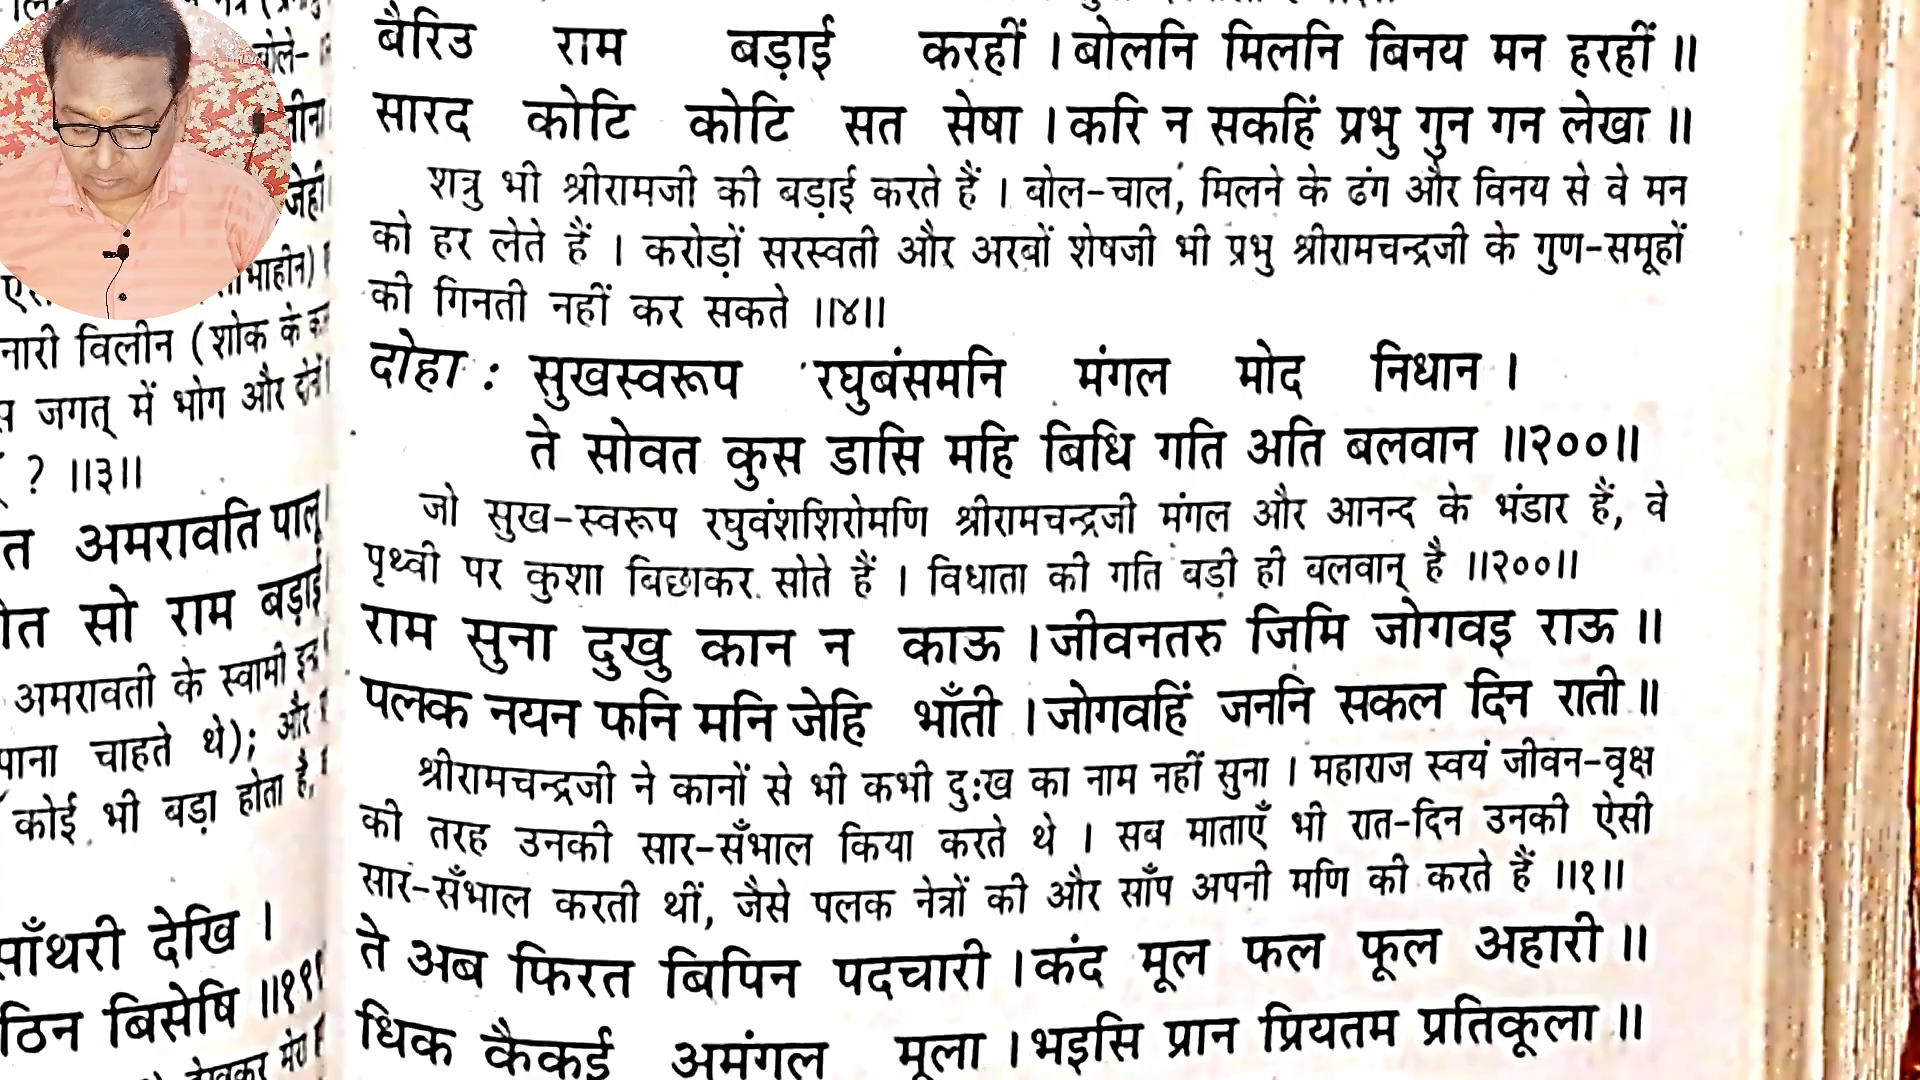 बोले-
जेही
भाहीन)
नारी विलीन (शोक के
जगत् में भोग और दोनों
? ॥३॥
त अमरावति पालू
सो राम बड़ाई
अमरावती के स्वामी इन्द्र
पाना चाहते थे); और
कोई भी बड़ा होता है,
साँथरी देखि ।
ठिन बिसेषि ॥१९९
बैरिउ राम बड़ाई करहीं । बोलनि मिलनि बिनय मन हरहीं ॥
सारद कोटि कोटि सत सेषा । करि न सकहिं प्रभु गुन गन लेखा ॥
शत्रु भी श्रीरामजी की बड़ाई करते हैं । बोल-चाल, मिलने के ढंग और विनय से वे मन
को हर लेते हैं । करोड़ों सरस्वती और अरबों शेषजी भी प्रभु श्रीरामचन्द्रजी के गुण-समूहों
की गिनती नहीं कर सकते ॥४॥
दोहा : सुखस्वरूप रघुबंसमनि मंगल मोद निधान ।
ते सोवत कुस डासि महि बिधि गति अति बलवान ॥२००॥
जो सुख-स्वरूप रघुवंशशिरोमणि श्रीरामचन्द्रजी मंगल और आनन्द के भंडार हैं, वे
पृथ्वी पर कुशा बिछाकर सोते हैं । विधाता की गति बड़ी ही बलवान् है ॥२००॥
राम सुना दुखु कान न काऊ । जीवनतरु जिमि जोगवइ राऊ ॥
पलक नयन फनि मनि जेहि भाँती । जोगवहिं जननि सकल दिन राती ॥
श्रीरामचन्द्रजी ने कानों से भी कभी दुःख का नाम नहीं सुना । महाराज स्वयं जीवन-वृक्ष
की तरह उनकी सार-सँभाल किया करते थे । सब माताएँ भी रात-दिन उनकी ऐसी
सार-सँभाल करती थीं, जैसे पलक नेत्रों की और साँप अपनी मणि की करते हैं ॥१॥
ते अब फिरत बिपिन पदचारी । कंद मूल फल फूल अहारी ॥
धिक कैकई अमंगल मूला । भइसि प्रान प्रियतम प्रतिकूला ॥